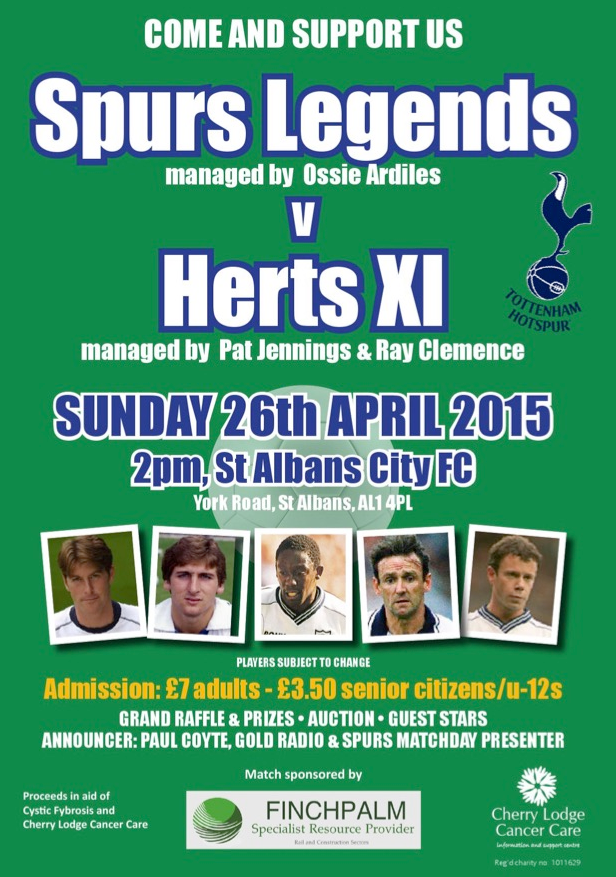 COME AND SUPPORT US
Spurs Legends
managed by Ossie Ardiles
v
Herts XI
managed by Pat Jennings & Ray Clemence
TOTTENHAM
HOTSPUR
SUNDAY 26th APRIL 2015
2pm, St Albans City FC
York Road, St Albans, AL1 4PL
PLAYERS SUBJECT TO CHANGE
Admission: £7 adults - £3.50 senior citizens/u-12s
GRAND RAFFLE & PRIZES • AUCTION • GUEST STARS
ANNOUNCER: PAUL COYTE, GOLD RADIO & SPURS MATCHDAY PRESENTER
Match sponsored by
Proceeds in aid of
Cystic Fybrosis and
Cherry Lodge Cancer Care
FINCHPALM
Specialist Resource Provider
Rail and Construction Sectors
Cherry Lodge
Cancer Care
Information and support centre
Reg'd charity no 1011629